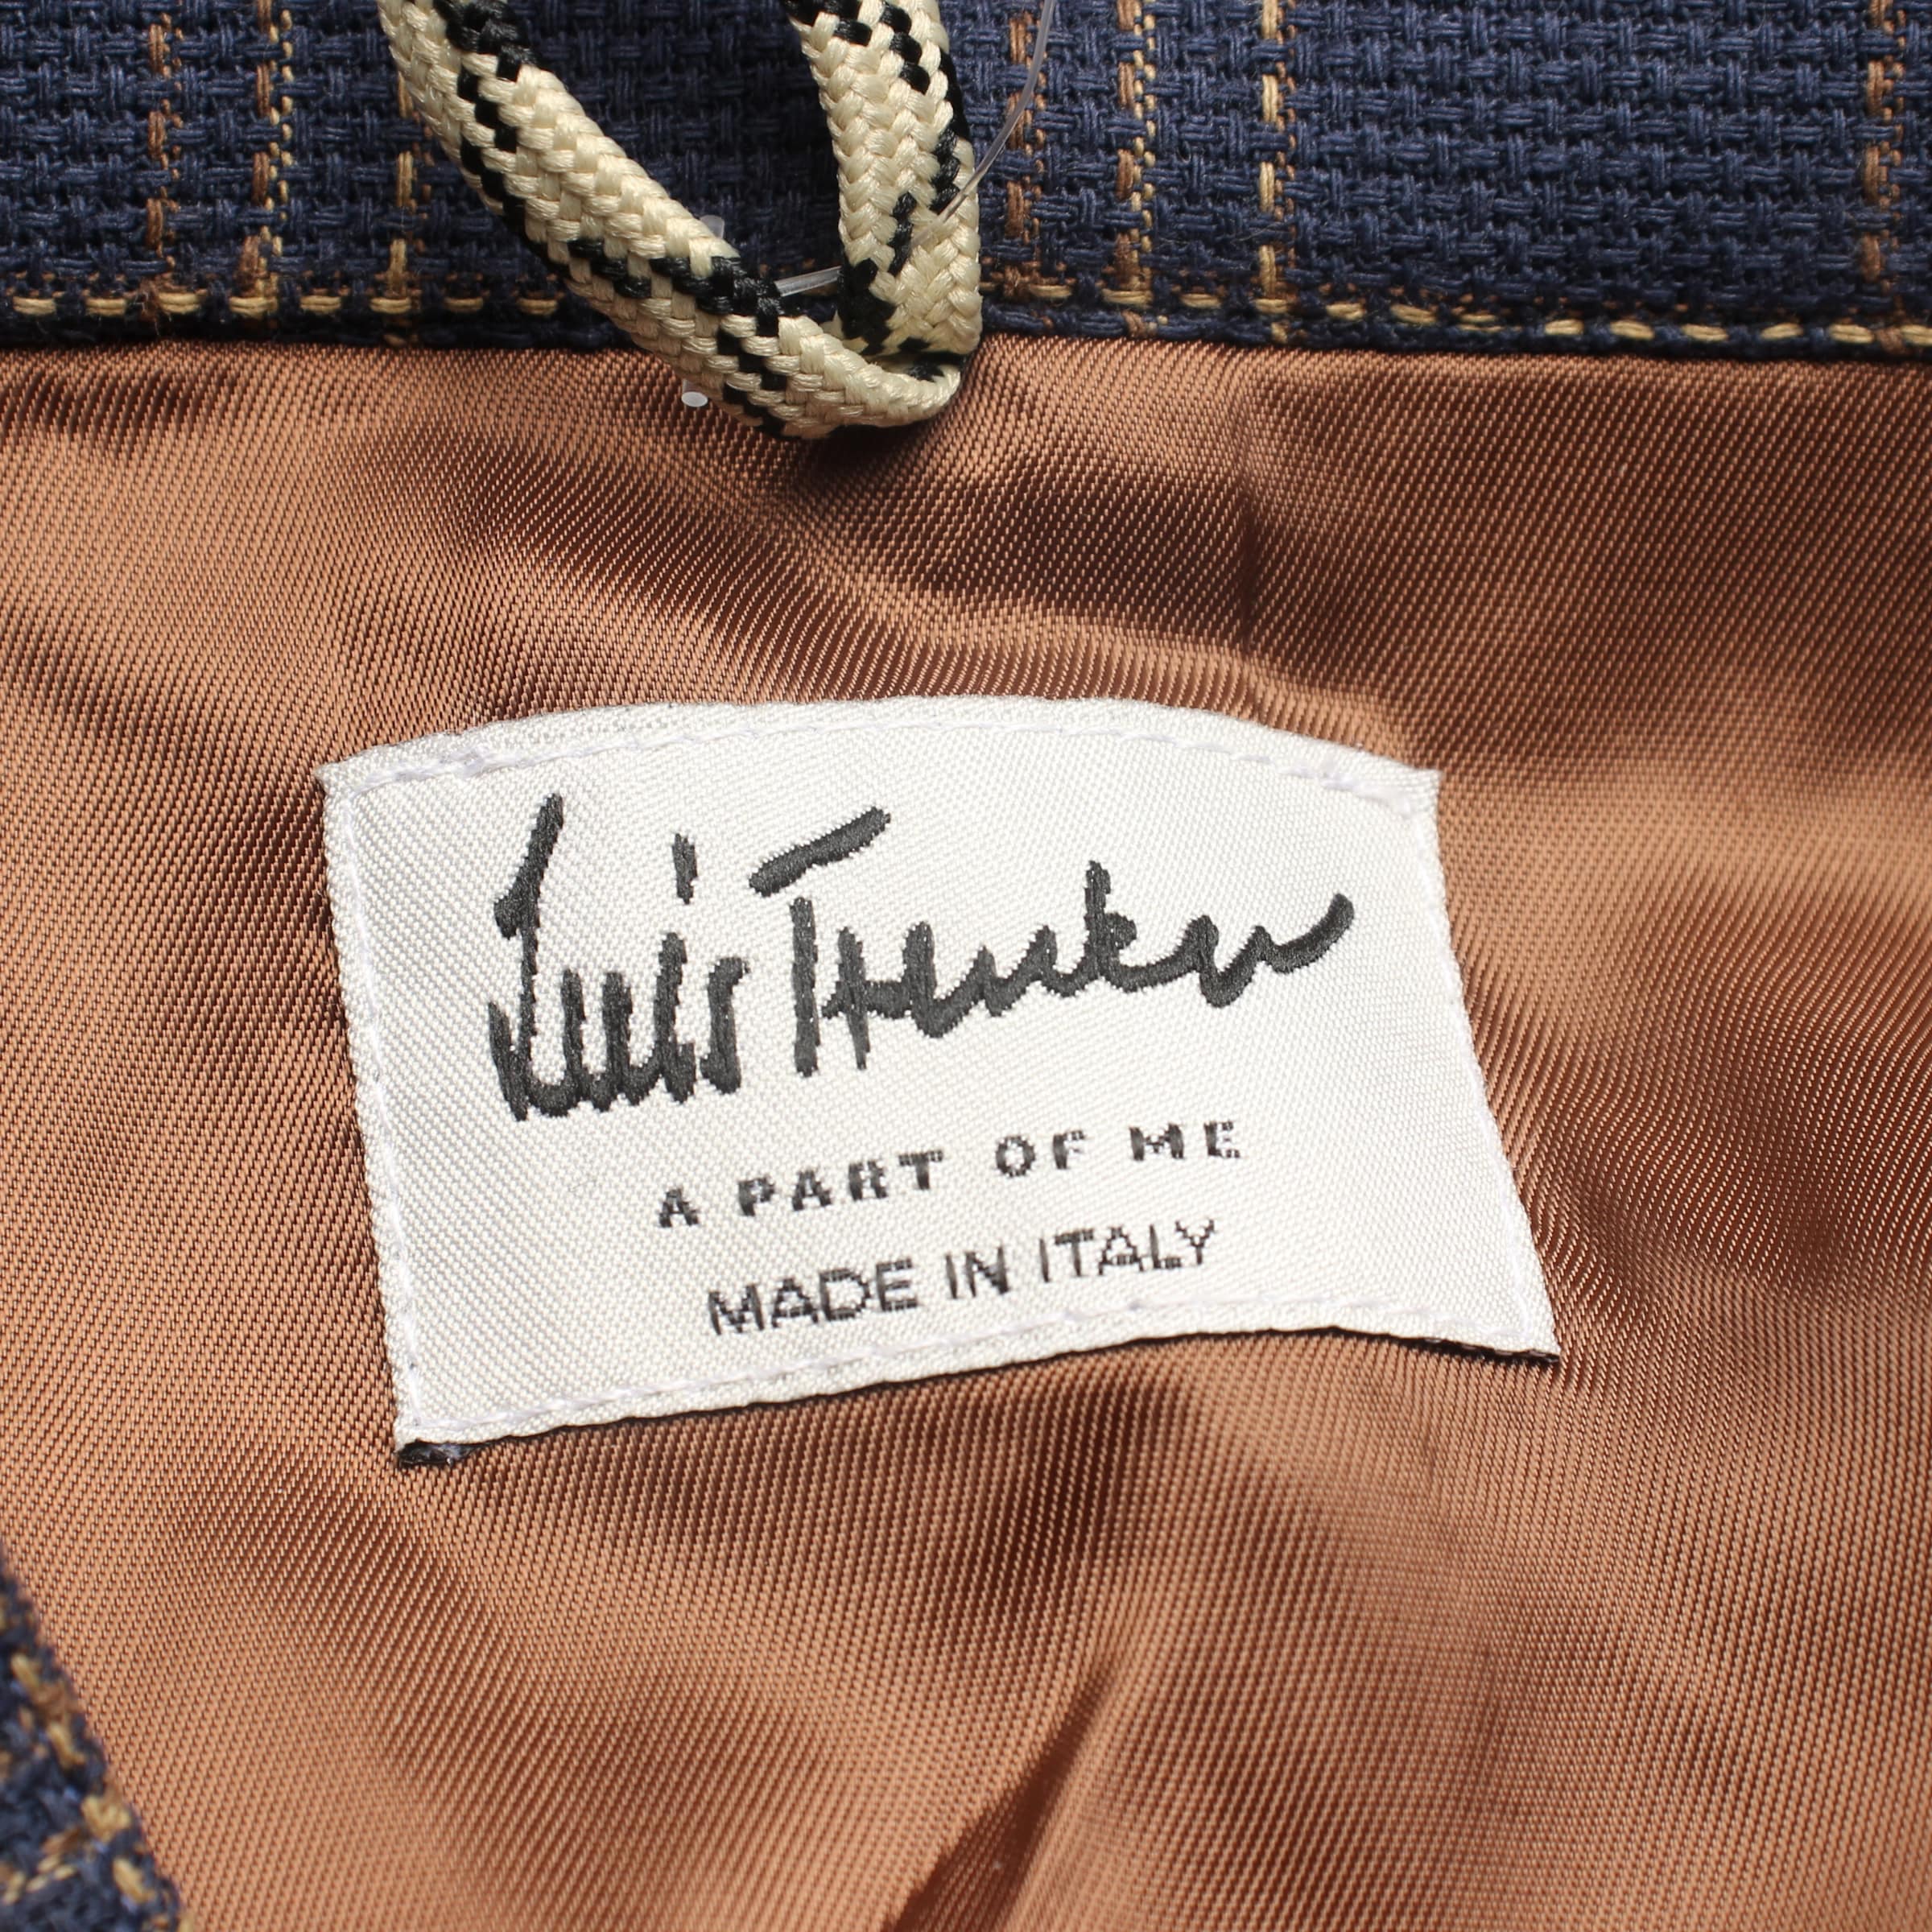 Luis Trenker
A PART OF ME
MADE IN ITALY